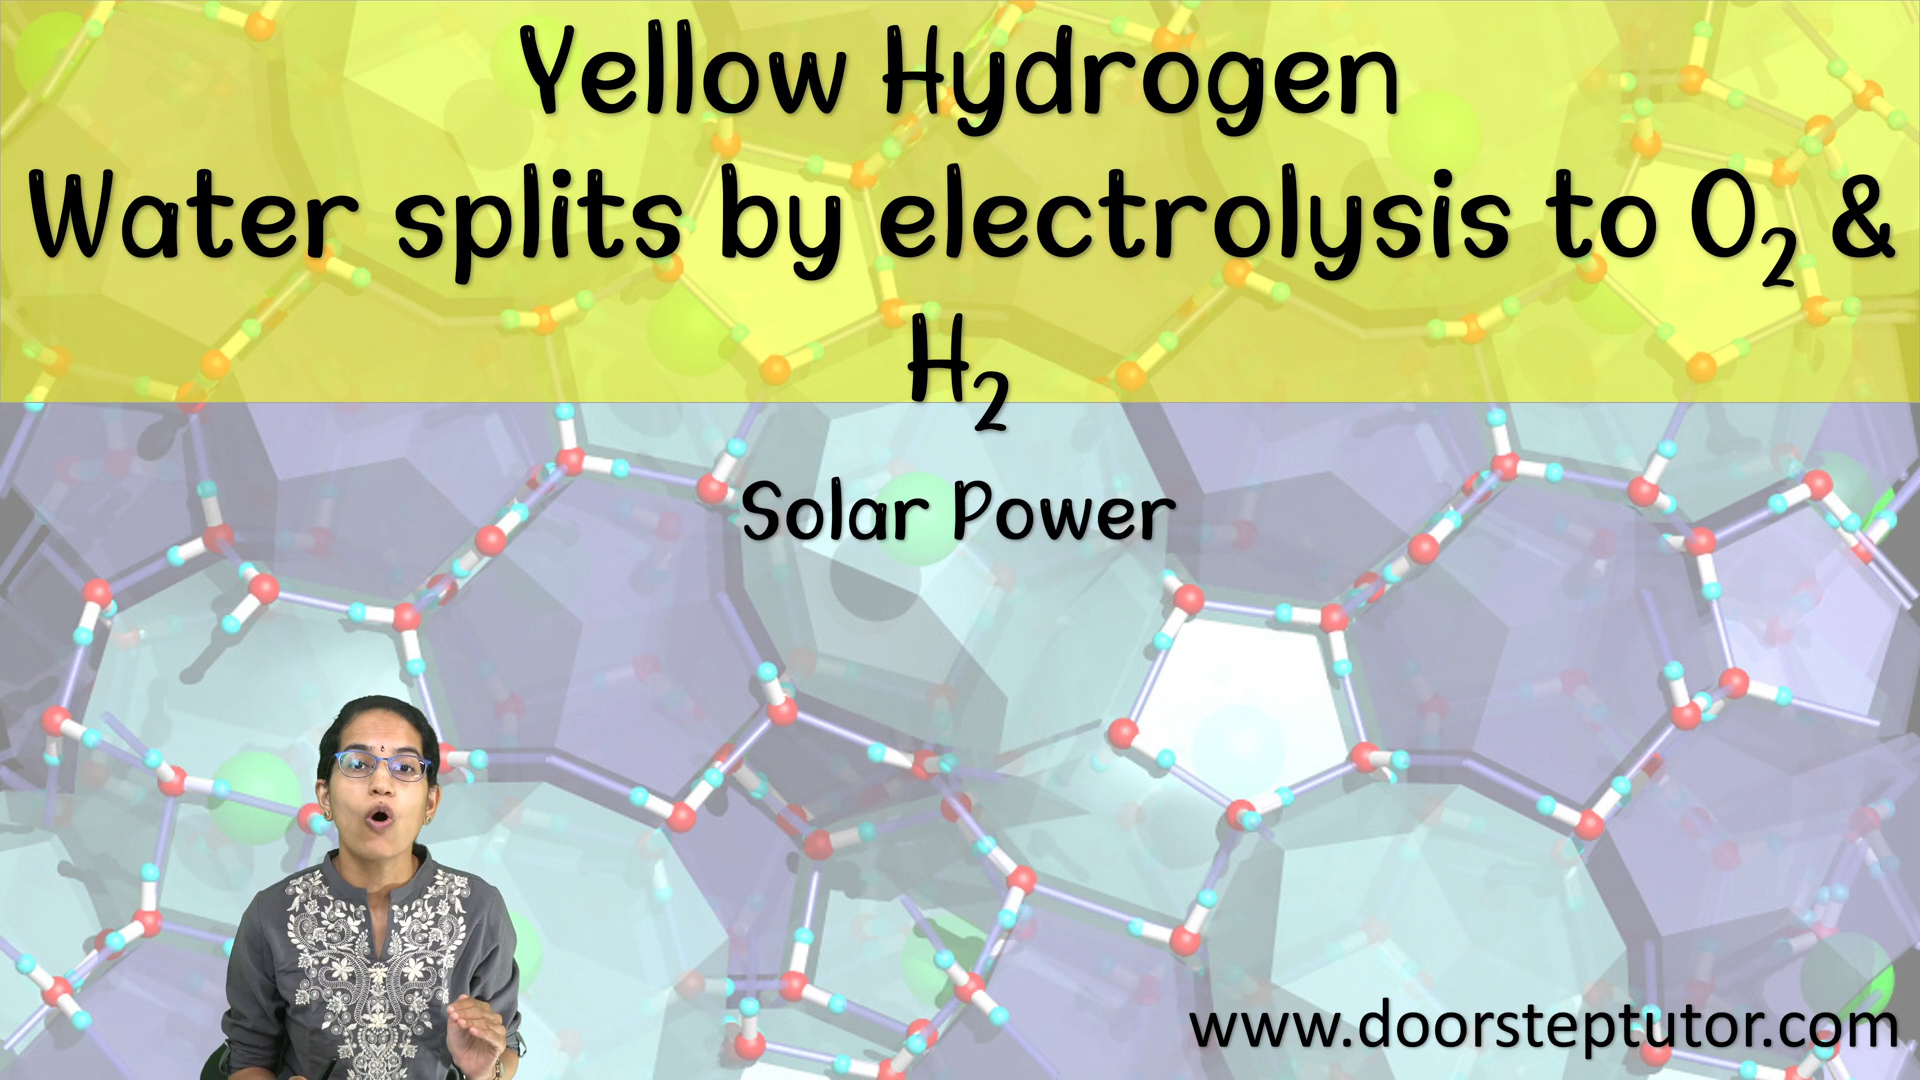 Yellow Hydrogen
Water splits by electrolysis to O₂ &
H₂
Solar Power
www.doorsteptutor.com